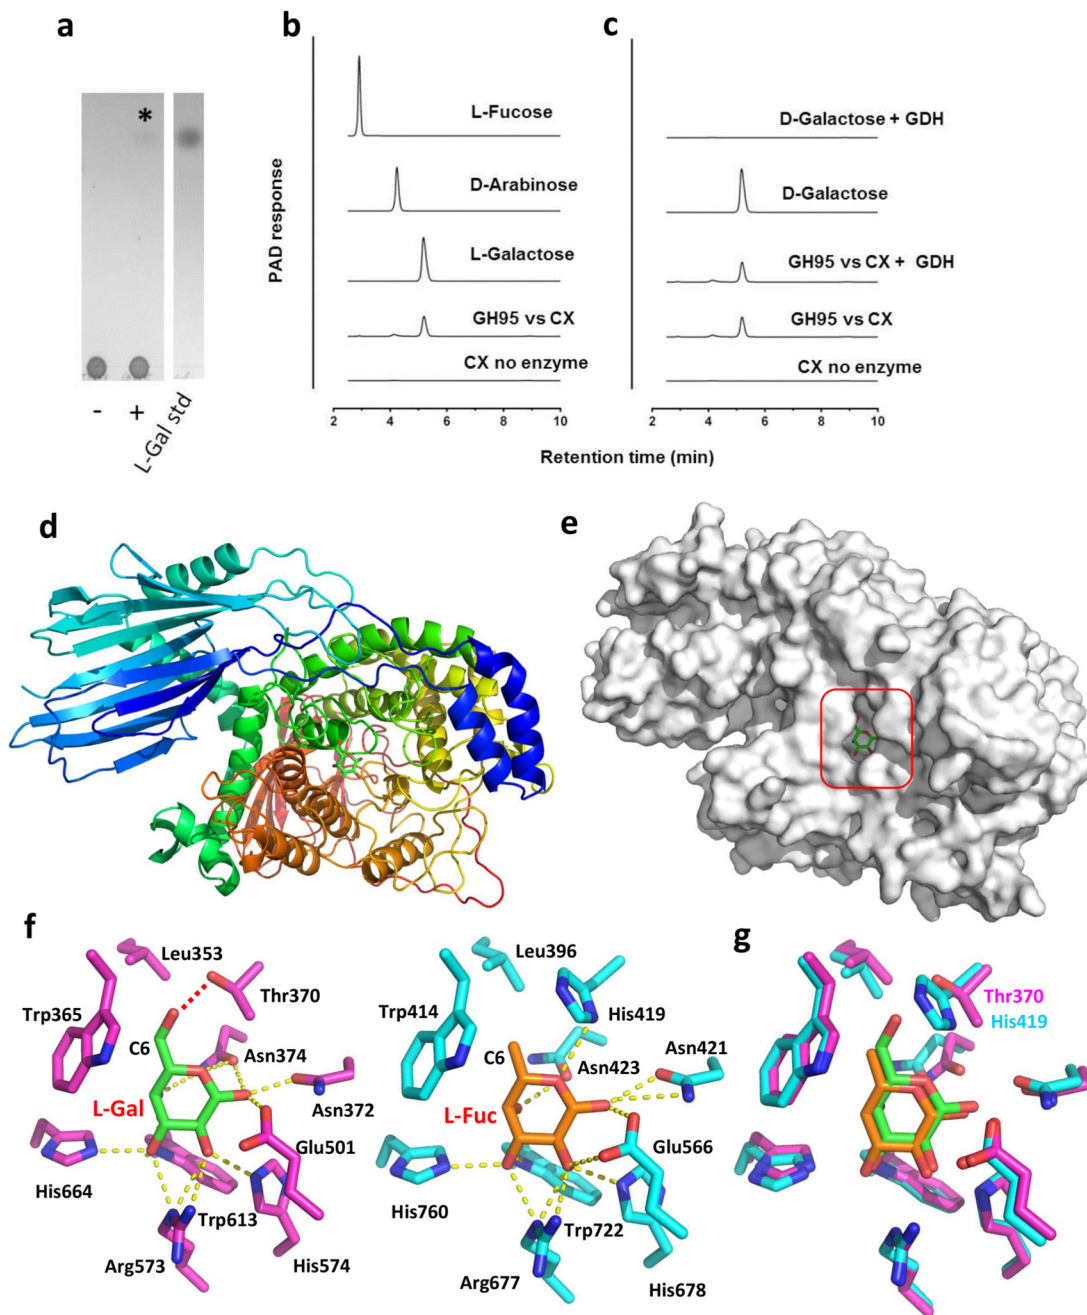 a
*
-
+
L-Gal std
b
PAD response
L-Fucose
D-Arabinose
L-Galactose
GH95 vs CX
CX no enzyme
2
4
6
8
10
c
D-Galactose + GDH
D-Galactose
GH95 vs CX + GDH
GH95 vs CX
CX no enzyme
2
4
6
8
10
Retention time (min)
d
e
f
Leu353
Trp365
Thr370
C6
Asn374
L-Gal
Asn372
Glu501
His664
Trp613
Arg573
His574
Leu396
Trp414
His419
C6
Asn423
Asn421
L-Fuc
Glu566
His760
Trp722
Arg677
His678
g
Thr370
His419